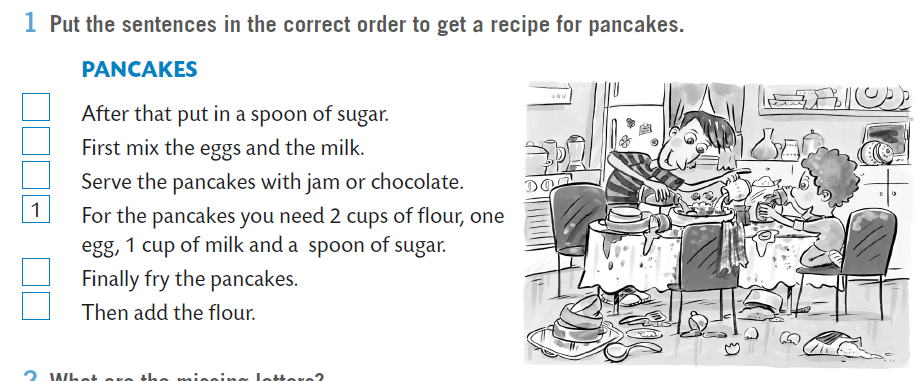 1 Put the sentences in the correct order to get a recipe for pancakes.
PANCAKES
After that put in a spoon of sugar.
First mix the eggs and the milk.
Serve the pancakes with jam or chocolate.
1 For the pancakes you need 2 cups of flour, one
egg, 1 cup of milk and a spoon of sugar.
Finally fry the pancakes.
Then add the flour.
2 What are the missing letters?